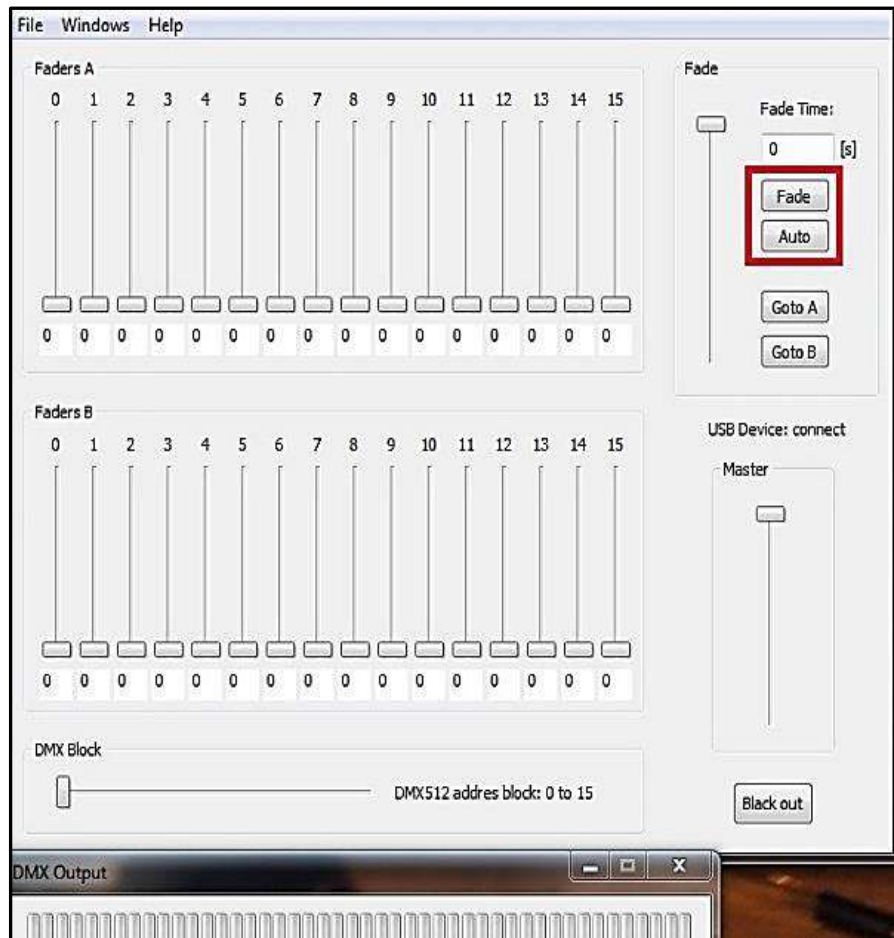 File Windows Help
Faders A
0 1 2 3 4 5 6 7 8 9 10 11 12 13 14 15
0 0 0 0 0 0 0 0 0 0 0 0 0 0 0 0
Fade
Fade Time:
0 [s]
Fade
Auto
Goto A
Goto B
Faders B
0 1 2 3 4 5 6 7 8 9 10 11 12 13 14 15
0 0 0 0 0 0 0 0 0 0 0 0 0 0 0 0
USB Device: connect
Master
DMX Block
DMX512 addres block: 0 to 15
Black out
DMX Output